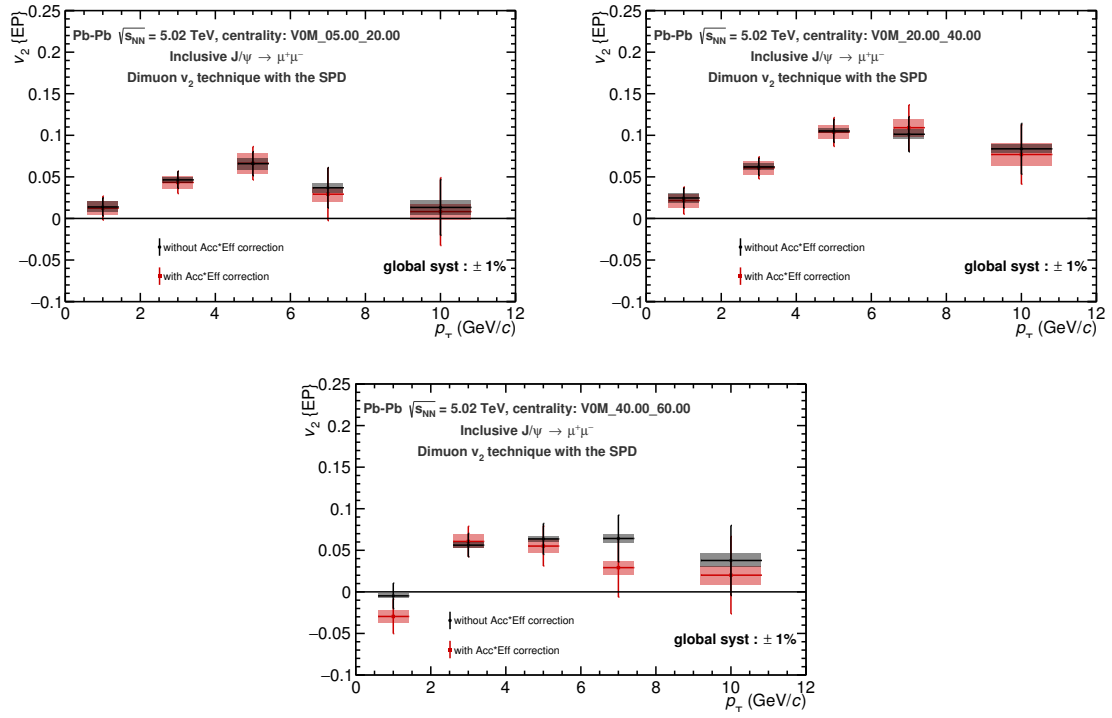 v₂ {EP}
0.25
0.2
0.15
0.1
0.05
0
−0.05
−0.1
Pb-Pb √sNN = 5.02 TeV, centrality: V0M_05.00_20.00
Inclusive J/ψ → μ⁺μ⁻
Dimuon v₂ technique with the SPD
without Acc*Eff correction
with Acc*Eff correction
global syst : ± 1%
0 2 4 6 8 10 12
p_T (GeV/c)
v₂ {EP}
0.25
0.2
0.15
0.1
0.05
0
−0.05
−0.1
Pb-Pb √sNN = 5.02 TeV, centrality: V0M_20.00_40.00
Inclusive J/ψ → μ⁺μ⁻
Dimuon v₂ technique with the SPD
without Acc*Eff correction
with Acc*Eff correction
global syst : ± 1%
0 2 4 6 8 10 12
p_T (GeV/c)
v₂ {EP}
0.25
0.2
0.15
0.1
0.05
0
−0.05
−0.1
Pb-Pb √sNN = 5.02 TeV, centrality: V0M_40.00_60.00
Inclusive J/ψ → μ⁺μ⁻
Dimuon v₂ technique with the SPD
without Acc*Eff correction
with Acc*Eff correction
global syst : ± 1%
0 2 4 6 8 10 12
p_T (GeV/c)